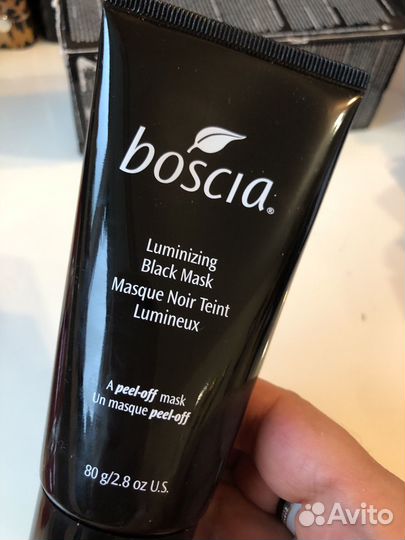 boscia®
Luminizing
Black Mask
Masque Noir Teint
Lumineux
A peel-off mask
Un masque peel-off
80 g/2.8 oz U.S.
Avito